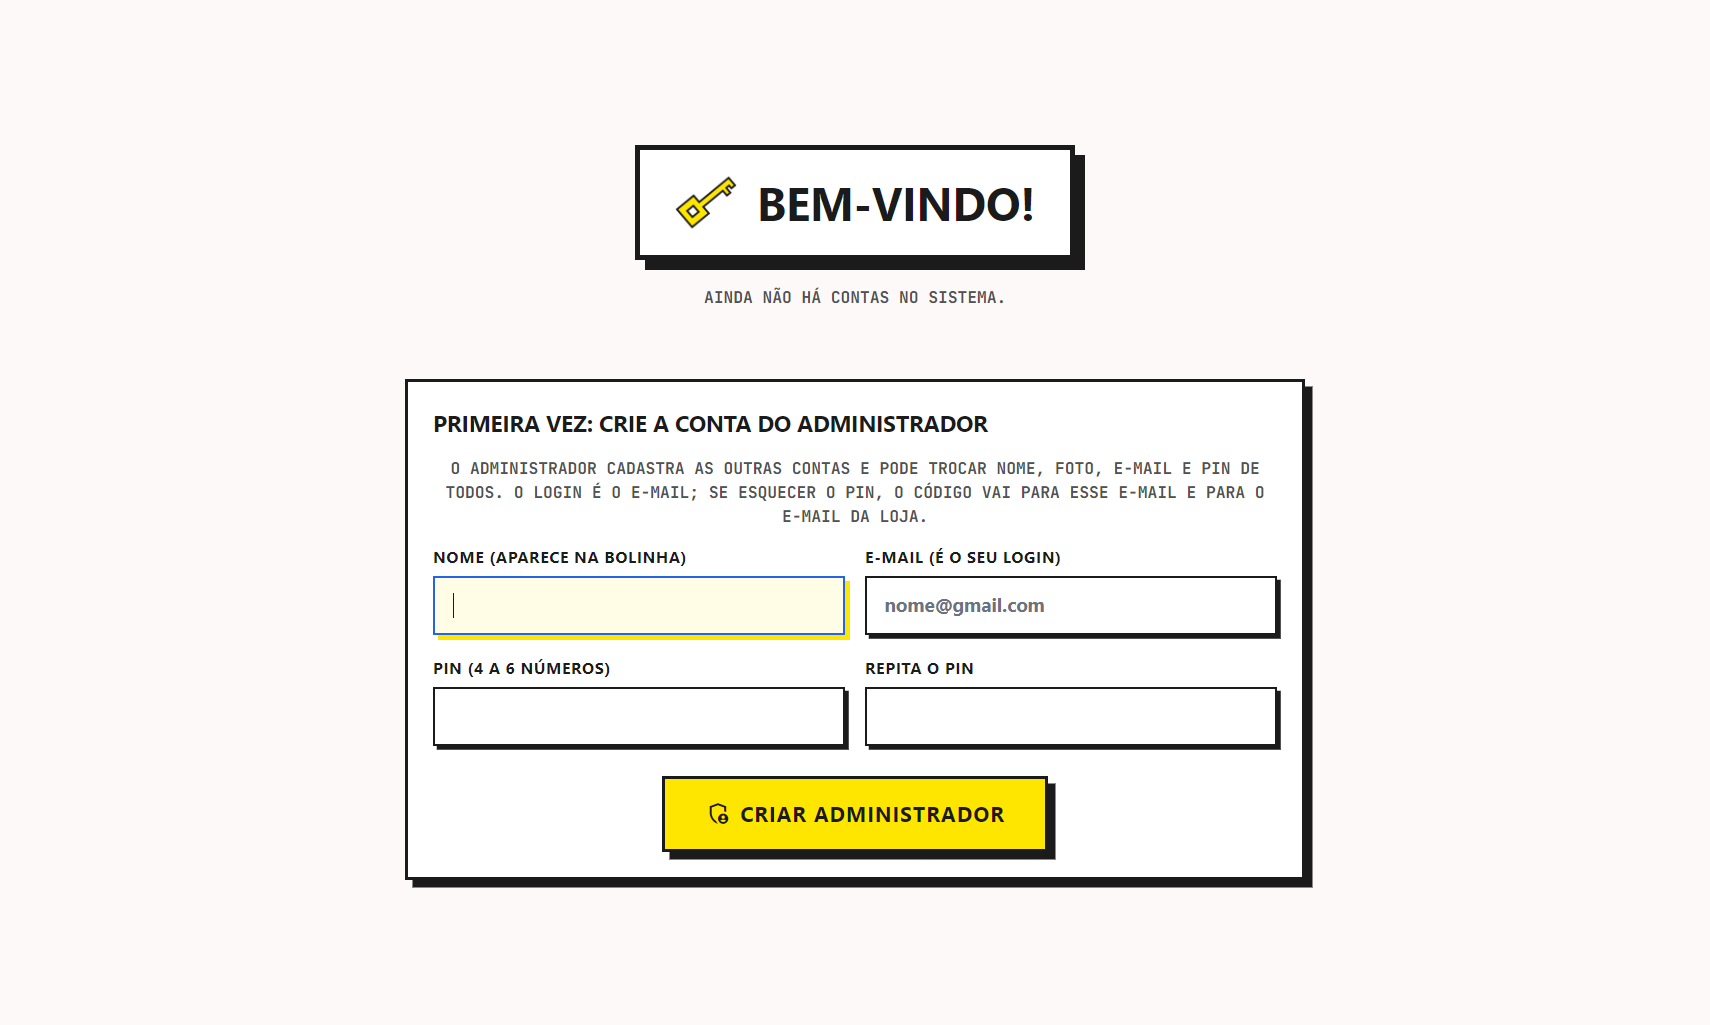 BEM-VINDO!
AINDA NÃO HÁ CONTAS NO SISTEMA.
PRIMEIRA VEZ: CRIE A CONTA DO ADMINISTRADOR
O ADMINISTRADOR CADASTRA AS OUTRAS CONTAS E PODE TROCAR NOME, FOTO, E-MAIL E PIN DE
TODOS. O LOGIN É O E-MAIL; SE ESQUECER O PIN, O CÓDIGO VAI PARA ESSE E-MAIL E PARA O
E-MAIL DA LOJA.
NOME (APARECE NA BOLINHA)
E-MAIL (É O SEU LOGIN)
nome@gmail.com
PIN (4 A 6 NÚMEROS)
REPITA O PIN
CRIAR ADMINISTRADOR